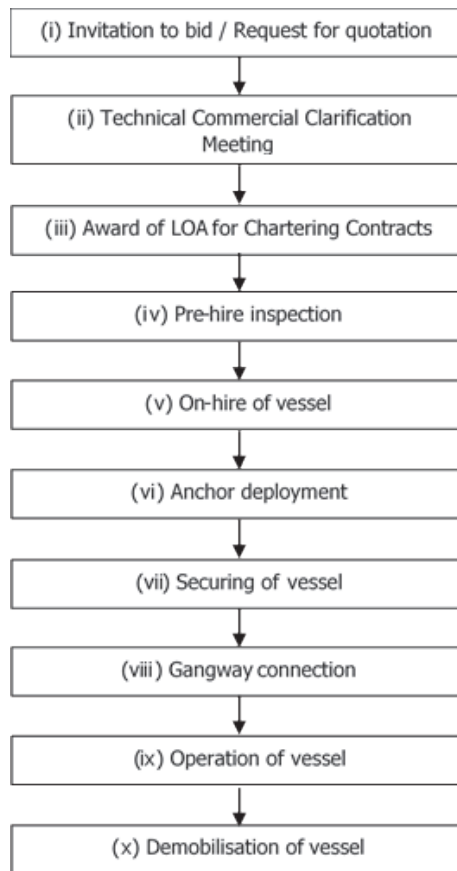 (i) Invitation to bid / Request for quotation
(ii) Technical Commercial Clarification
Meeting
(iii) Award of LOA for Chartering Contracts
(iv) Pre-hire inspection
(v) On-hire of vessel
(vi) Anchor deployment
(vii) Securing of vessel
(viii) Gangway connection
(ix) Operation of vessel
(x) Demobilisation of vessel